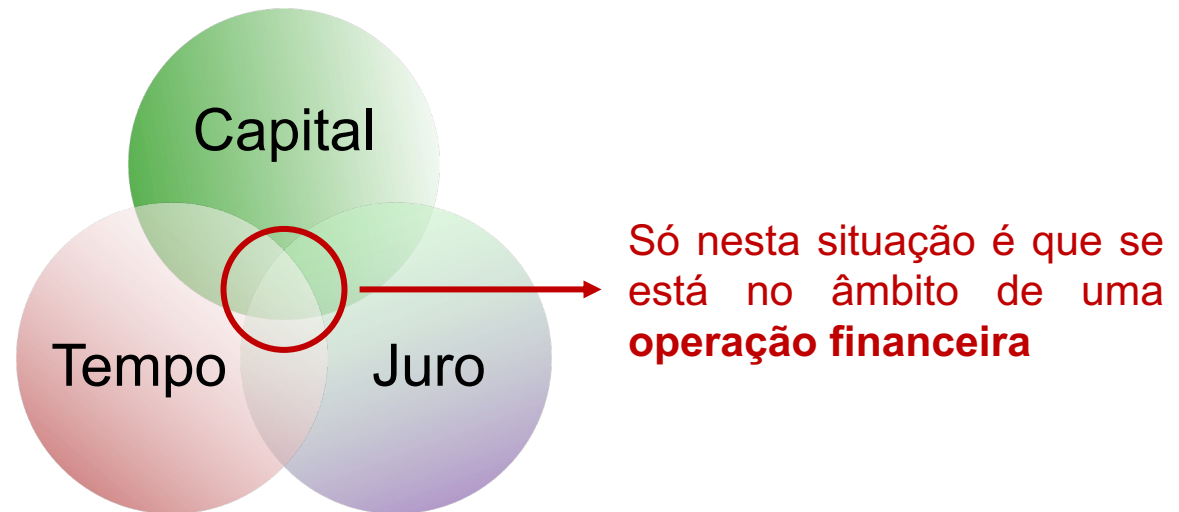 Capital
Tempo
Juro
Só nesta situação é que se
está no âmbito de uma
operação financeira